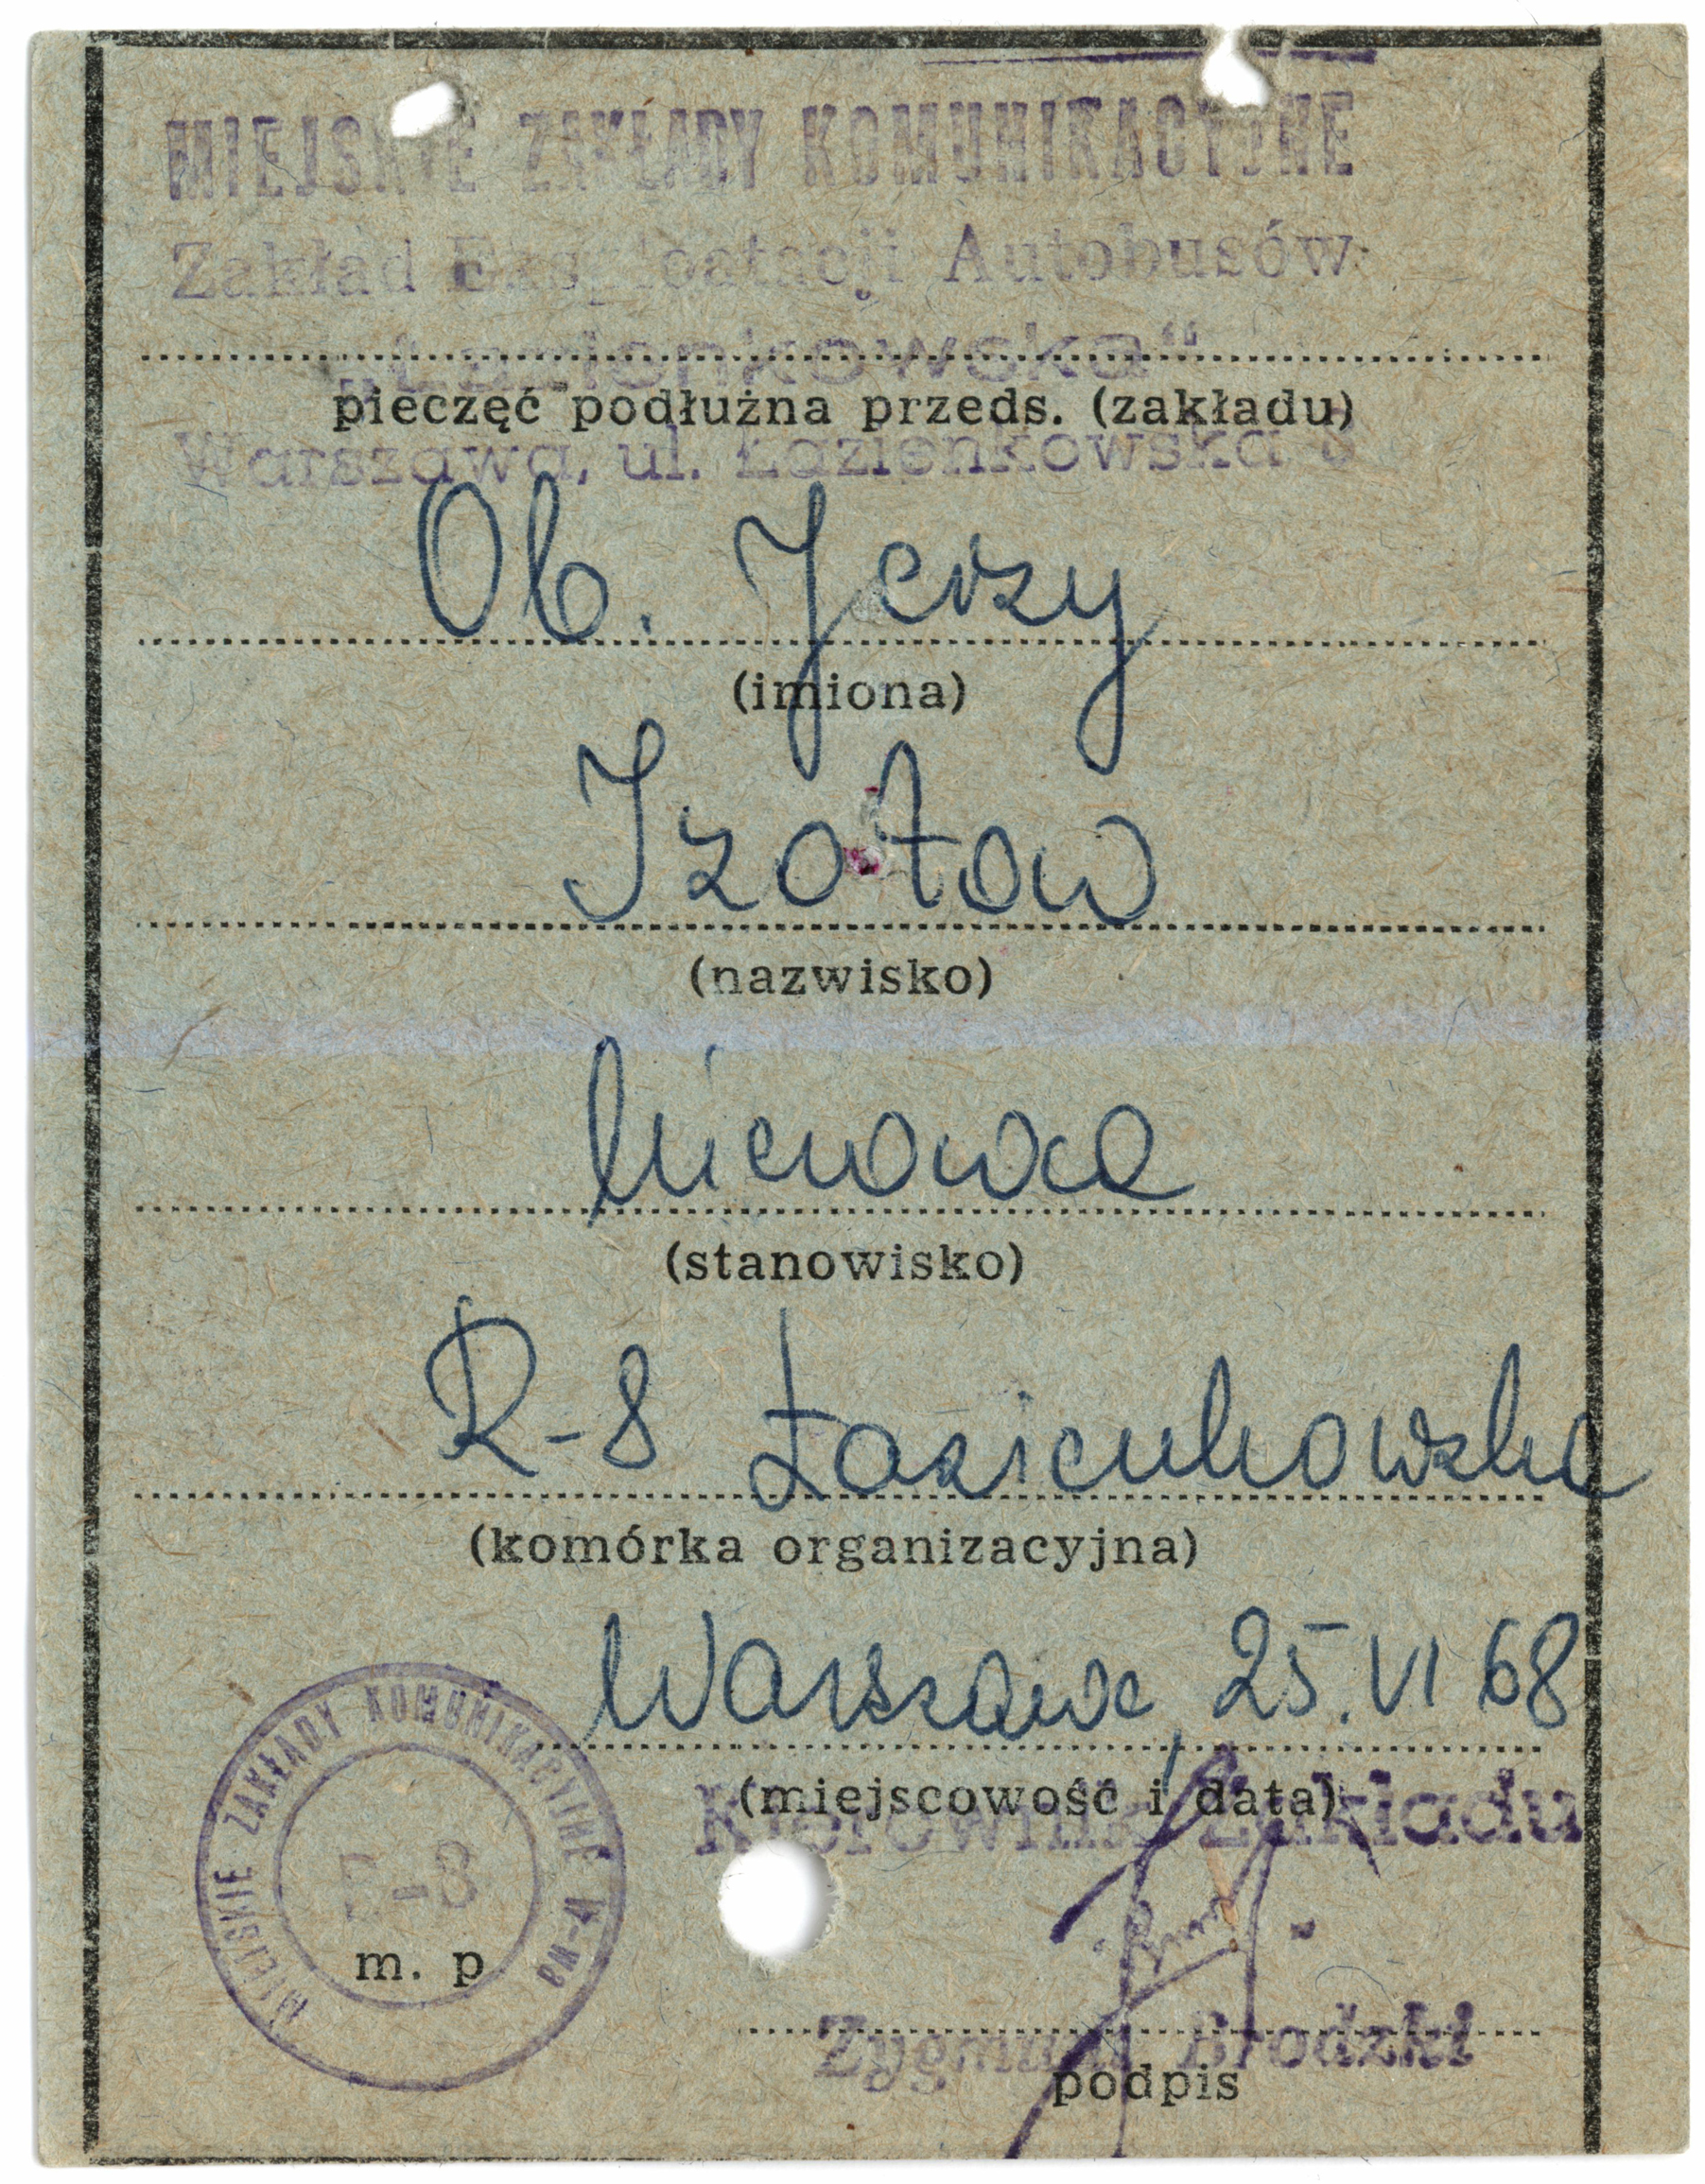 MIEJSKIE ZAKŁADY KOMUNIKACYJNE
Zakład Eksploatacji Autobusów
„Łazienkowska"
pieczęć podłużna przeds. (zakładu)
Warszawa, ul. Łazienkowska 8
Ob. Jerzy
(imiona)
Izotow
(nazwisko)
kierowca
(stanowisko)
R-8 Łazienkowska
(komórka organizacyjna)
Warszawa, 25.VI 68
(miejscowość i data)
Kierownik Zakładu
MIEJSKIE ZAKŁADY KOMUNIKACYJNE
E-8
m. p.
Zygmunt Brodzki
podpis